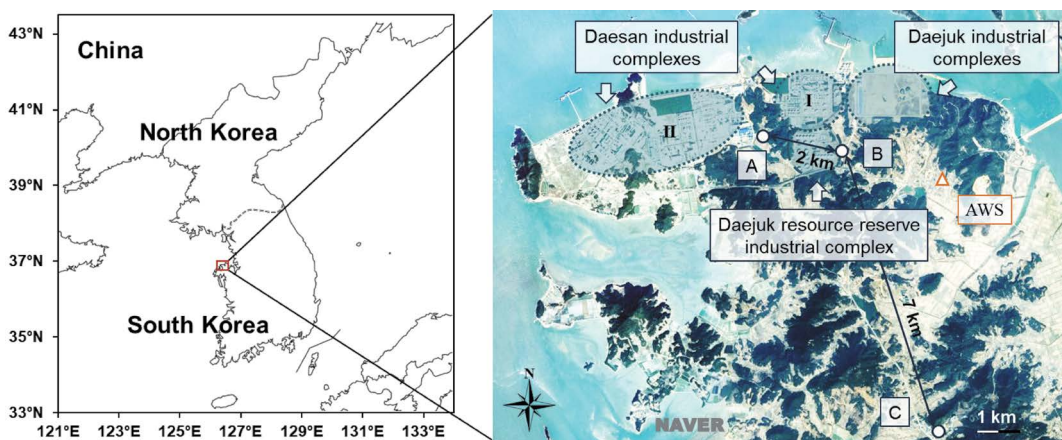 43°N
41°N
39°N
37°N
35°N
33°N
121°E
123°E
125°E
127°E
129°E
131°E
133°E
China
North Korea
South Korea
Daesan industrial
complexes
Daejuk industrial
complexes
I
II
A
2 km
B
AWS
Daejuk resource reserve
industrial complex
7 km
N
NAVER
C
1 km